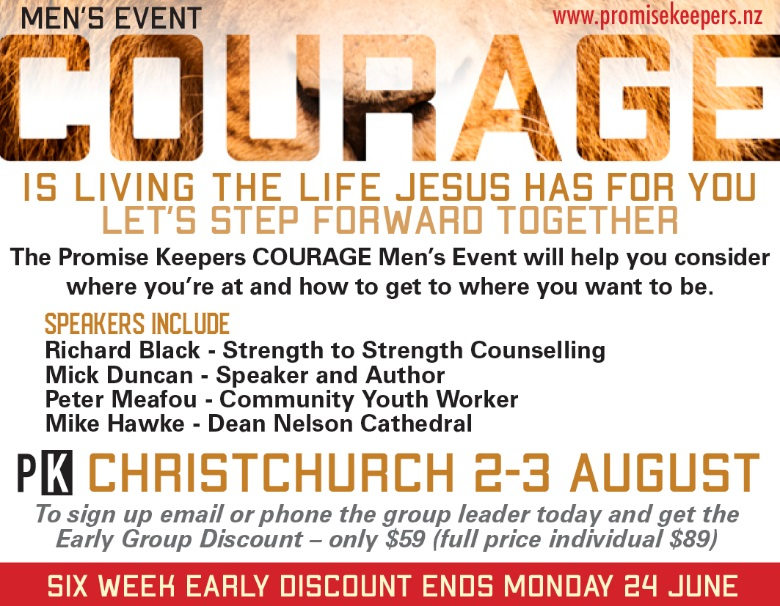 MEN'S EVENT
www.promisekeepers.nz
COURAGE
IS LIVING THE LIFE JESUS HAS FOR YOU
LET'S STEP FORWARD TOGETHER
The Promise Keepers COURAGE Men's Event will help you consider
where you're at and how to get to where you want to be.
SPEAKERS INCLUDE
Richard Black - Strength to Strength Counselling
Mick Duncan - Speaker and Author
Peter Meafou - Community Youth Worker
Mike Hawke - Dean Nelson Cathedral
PK CHRISTCHURCH 2-3 AUGUST
To sign up email or phone the group leader today and get the
Early Group Discount – only $59 (full price individual $89)
SIX WEEK EARLY DISCOUNT ENDS MONDAY 24 JUNE